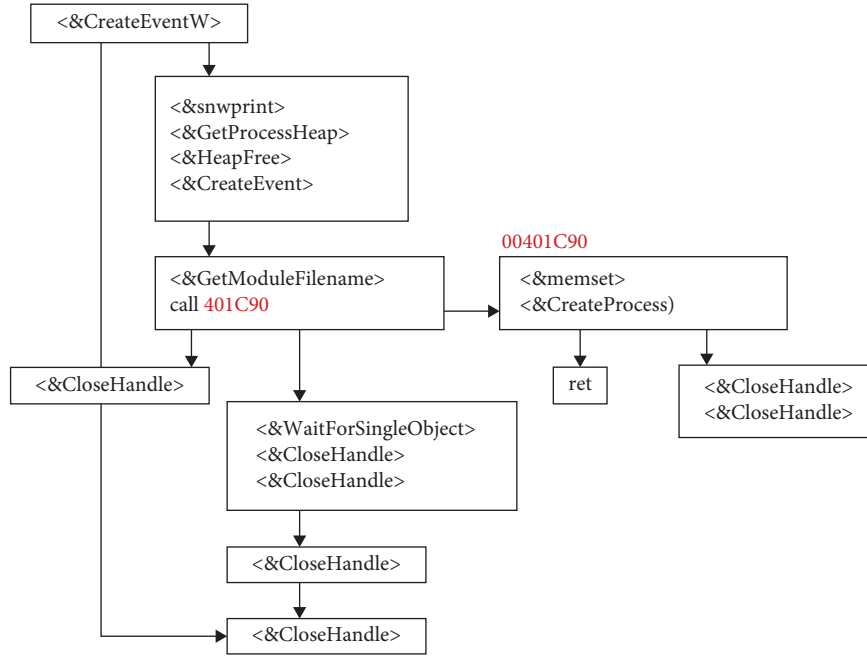 <&CreateEventW>
<&snwprint>
<&GetProcessHeap>
<&HeapFree>
<&CreateEvent>
<&GetModuleFilename>
call 401C90
00401C90
<&memset>
<&CreateProcess)
<&CloseHandle>
ret
<&CloseHandle>
<&CloseHandle>
<&WaitForSingleObject>
<&CloseHandle>
<&CloseHandle>
<&CloseHandle>
<&CloseHandle>